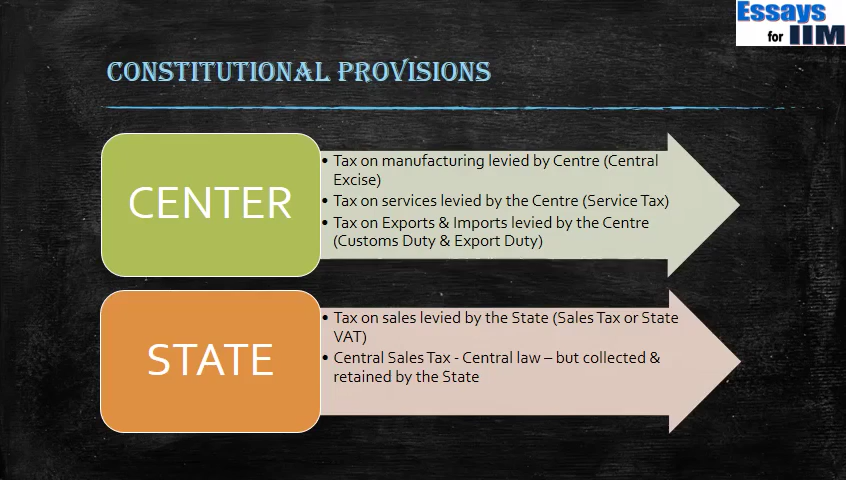 Essays
for IIM
CONSTITUTIONAL PROVISIONS
CENTER
• Tax on manufacturing levied by Centre (Central
Excise)
• Tax on services levied by the Centre (Service Tax)
• Tax on Exports & Imports levied by the Centre
(Customs Duty & Export Duty)
STATE
• Tax on sales levied by the State (Sales Tax or State
VAT)
• Central Sales Tax - Central law – but collected &
retained by the State